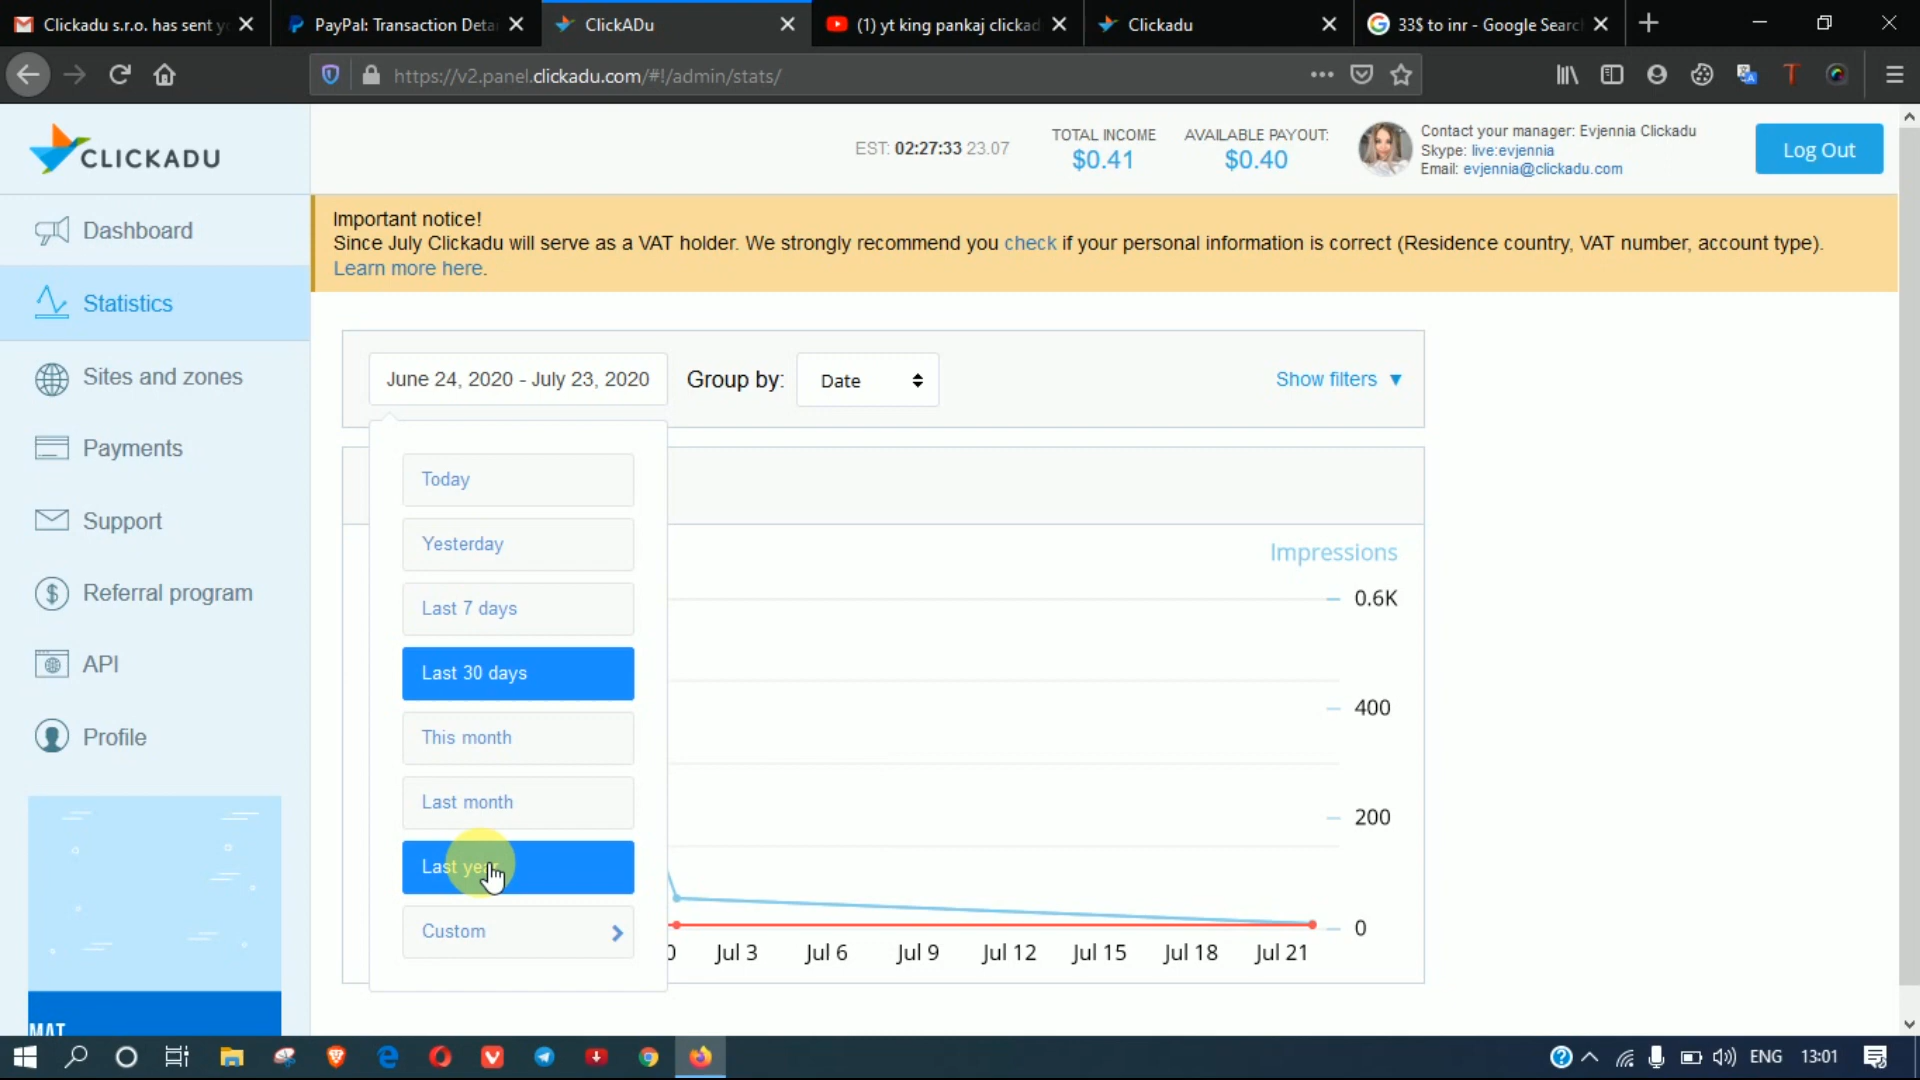 Clickadu s.r.o. has sent yo
PayPal: Transaction Detai
ClickADu
(1) yt king pankaj clickad
Clickadu
33$ to inr - Google Search
https://v2.panel.clickadu.com/#!/admin/stats/
CLICKADU
EST: 02:27:33 23.07
TOTAL INCOME
$0.41
AVAILABLE PAYOUT:
$0.40
Contact your manager: Evjennia Clickadu
Skype: live:evjennia
Email: evjennia@clickadu.com
Log Out
Important notice!
Since July Clickadu will serve as a VAT holder. We strongly recommend you check if your personal information is correct (Residence country, VAT number, account type).
Learn more here.
Dashboard
Statistics
Sites and zones
Payments
Support
Referral program
API
Profile
MAT
June 24, 2020 - July 23, 2020
Group by:
Date
Show filters
Today
Yesterday
Last 7 days
Last 30 days
This month
Last month
Last year
Custom
Impressions
0.6K
400
200
0
0
Jul 3
Jul 6
Jul 9
Jul 12
Jul 15
Jul 18
Jul 21
ENG
13:01